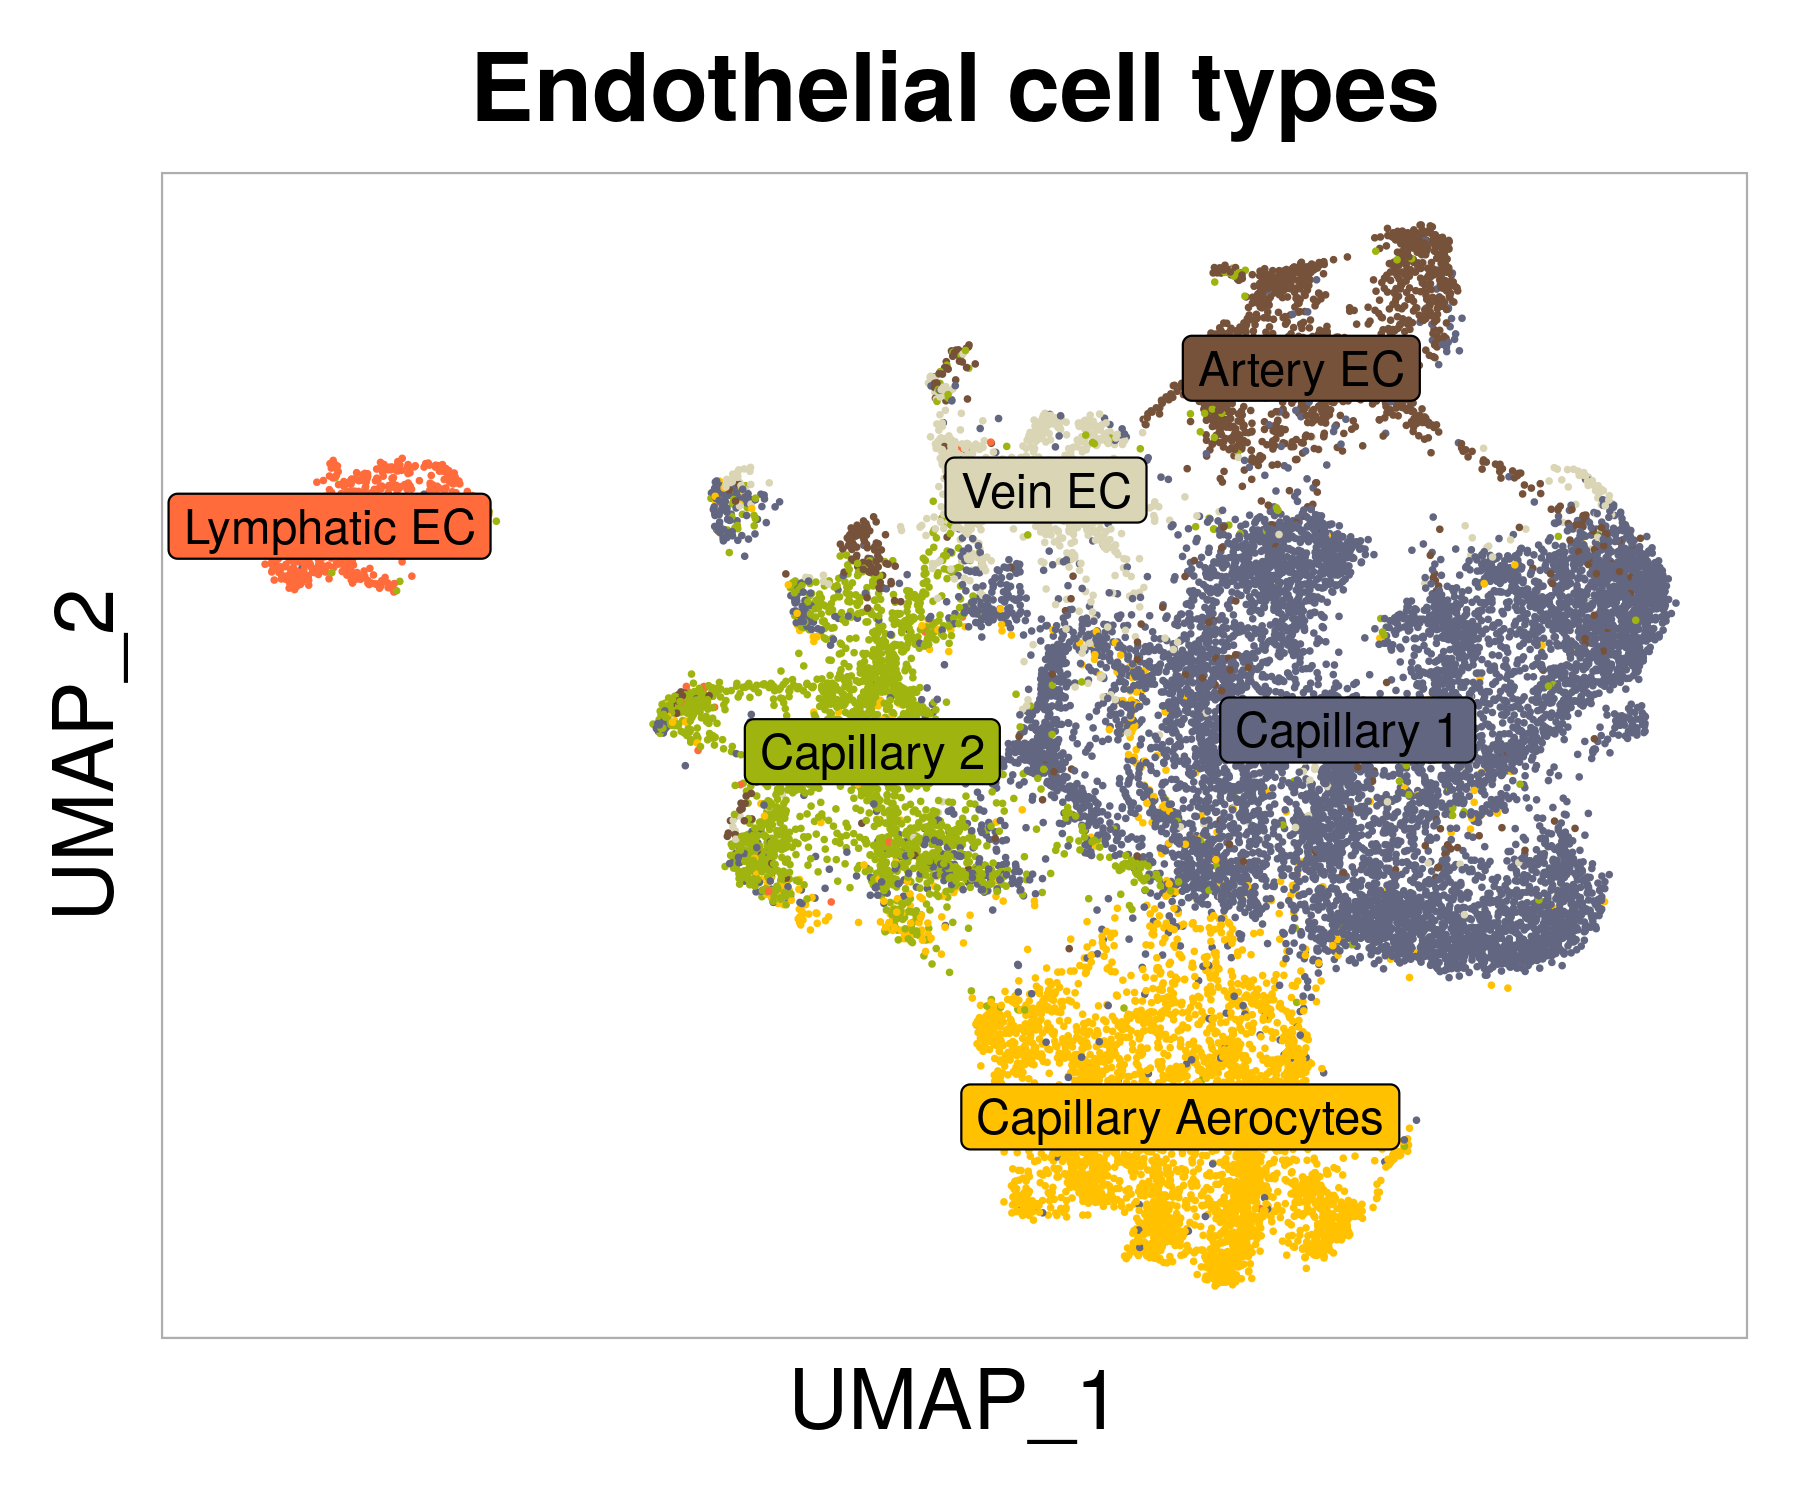 Endothelial cell types
Artery EC
Vein EC
Lymphatic EC
Capillary 1
Capillary 2
Capillary Aerocytes
UMAP_2
UMAP_1